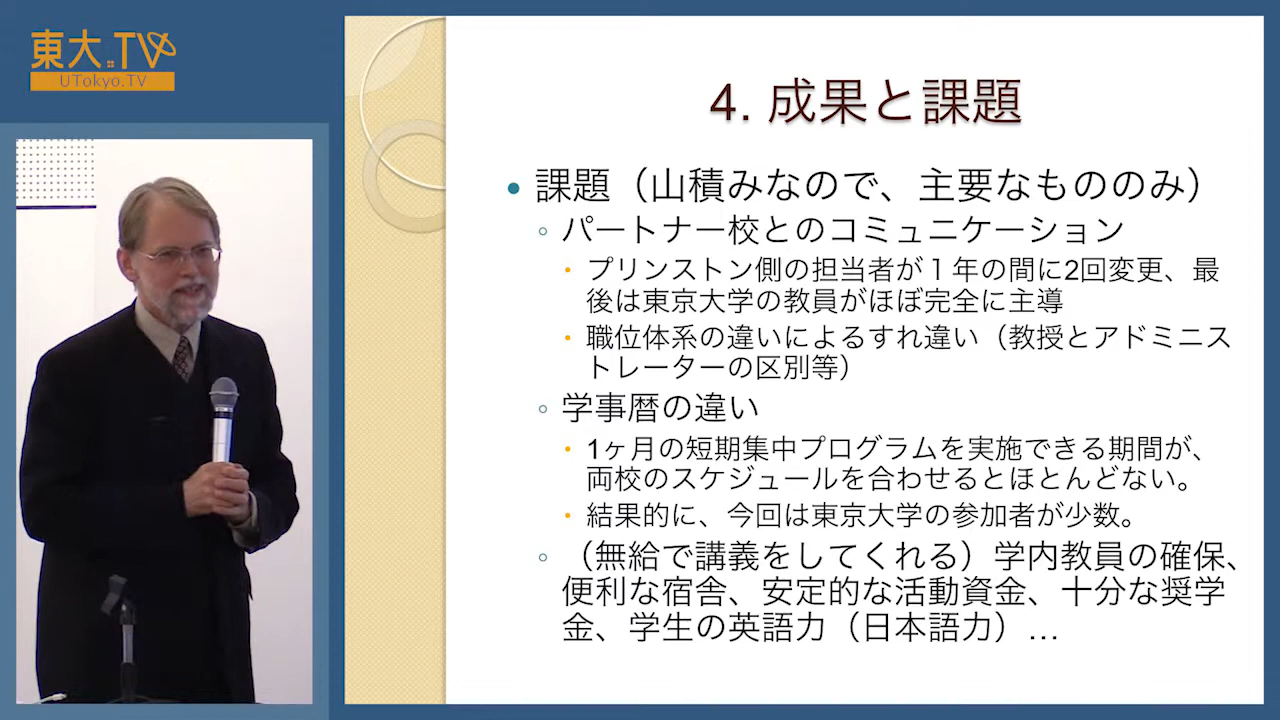 東大.TV
UTokyo.TV
4. 成果と課題
• 課題（山積みなので、主要なもののみ）
◦ パートナー校とのコミュニケーション
• プリンストン側の担当者が１年の間に2回変更、最
後は東京大学の教員がほぼ完全に主導
• 職位体系の違いによるすれ違い（教授とアドミニス
トレーターの区別等）
◦ 学事暦の違い
• 1ヶ月の短期集中プログラムを実施できる期間が、
両校のスケジュールを合わせるとほとんどない。
• 結果的に、今回は東京大学の参加者が少数。
◦ （無給で講義をしてくれる）学内教員の確保、
便利な宿舎、安定的な活動資金、十分な奨学
金、学生の英語力（日本語力）…